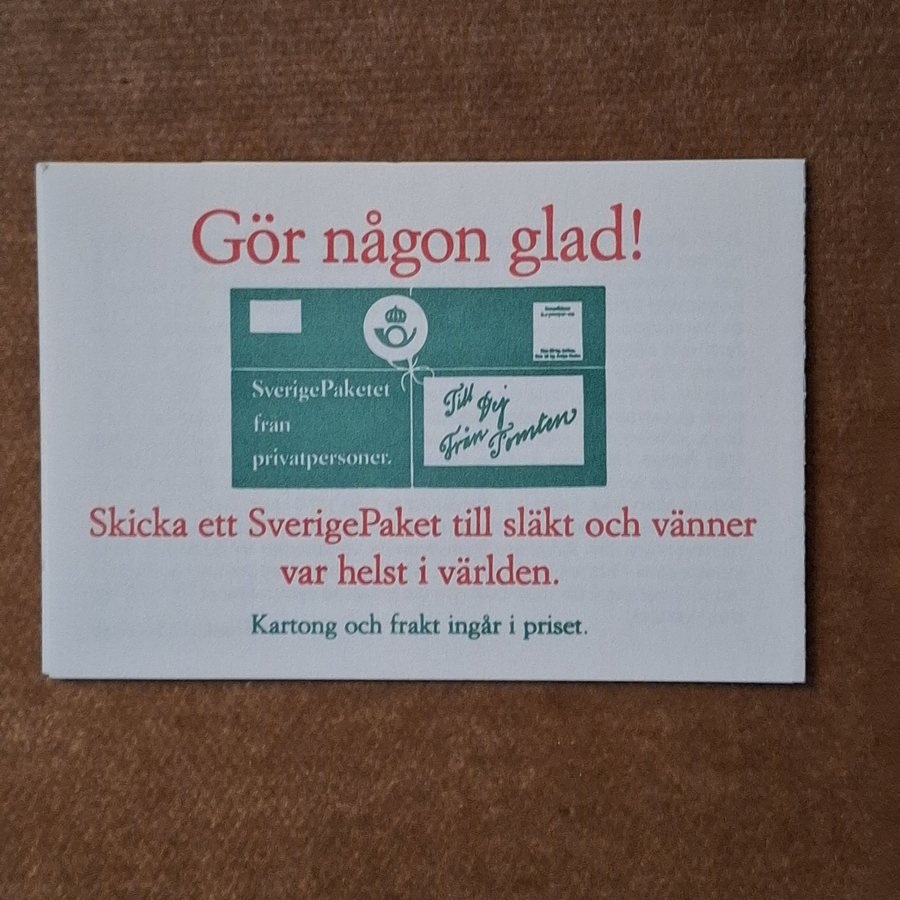 Gör någon glad!
SverigePaketet
från
privatpersoner.
Till Dej
Från Tomten
Skicka ett SverigePaket till släkt och vänner
var helst i världen.
Kartong och frakt ingår i priset.